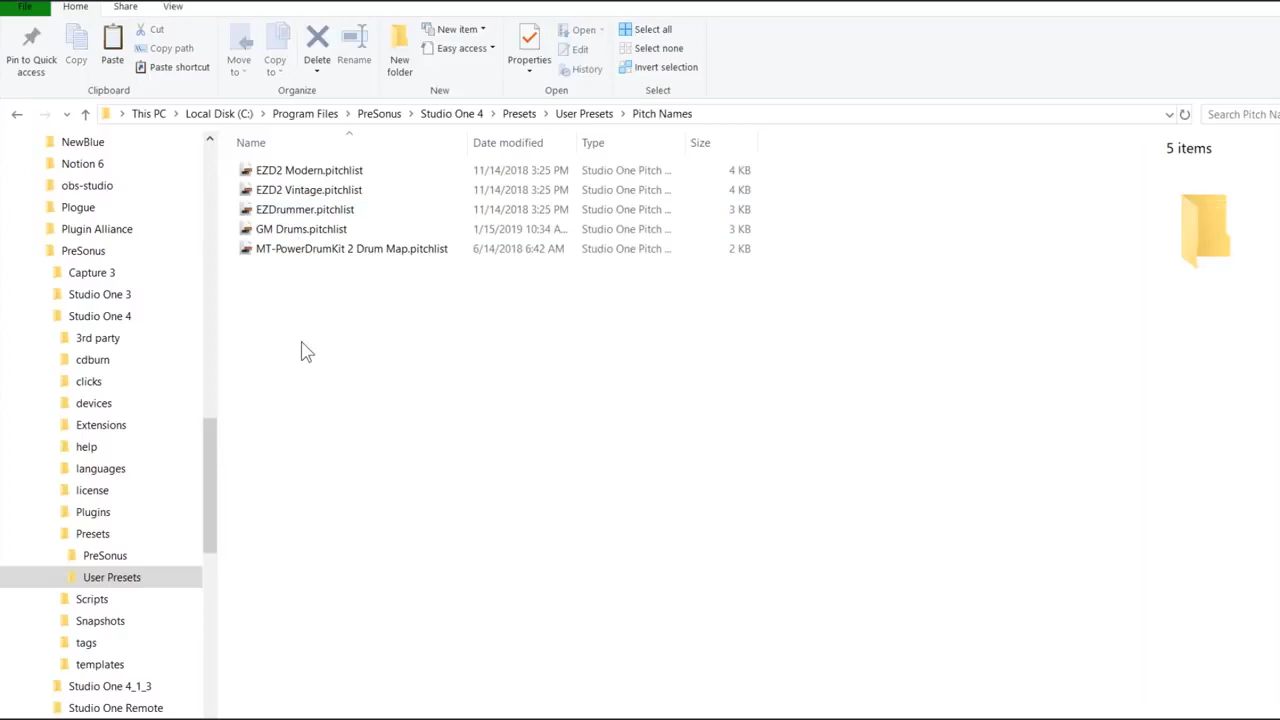 File Home Share View
Pin to Quick access
Copy
Paste
Cut
Copy path
Paste shortcut
Clipboard
Move to
Copy to
Delete
Rename
Organize
New folder
New item
Easy access
New
Properties
Open
Edit
History
Open
Select all
Select none
Invert selection
Select
This PC > Local Disk (C:) > Program Files > PreSonus > Studio One 4 > Presets > User Presets > Pitch Names
Search Pitch Na
NewBlue
Notion 6
obs-studio
Plogue
Plugin Alliance
PreSonus
Capture 3
Studio One 3
Studio One 4
3rd party
cdburn
clicks
devices
Extensions
help
languages
license
Plugins
Presets
PreSonus
User Presets
Scripts
Snapshots
tags
templates
Studio One 4_1_3
Studio One Remote
Name Date modified Type Size
EZD2 Modern.pitchlist 11/14/2018 3:25 PM Studio One Pitch ... 4 KB
EZD2 Vintage.pitchlist 11/14/2018 3:25 PM Studio One Pitch ... 4 KB
EZDrummer.pitchlist 11/14/2018 3:25 PM Studio One Pitch ... 3 KB
GM Drums.pitchlist 1/15/2019 10:34 A... Studio One Pitch ... 3 KB
MT-PowerDrumKit 2 Drum Map.pitchlist 6/14/2018 6:42 AM Studio One Pitch ... 2 KB
5 items